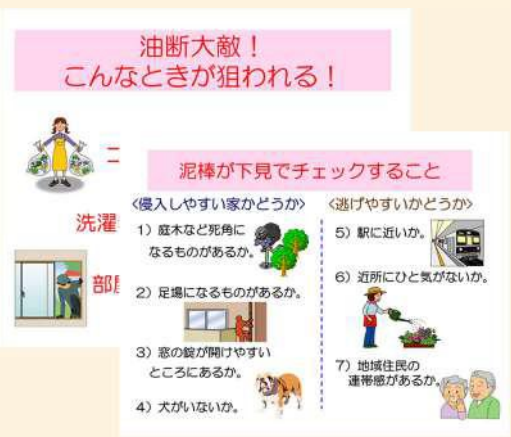 油断大敵！
こんなときが狙われる！
洗濯
泥棒が下見でチェックすること
〈侵入しやすい家かどうか〉
1）庭木など死角に
なるものがあるか。
2）足場になるものがあるか。
3）窓の錠が開けやすい
ところにあるか。
4）犬がいないか。
〈逃げやすいかどうか〉
5）駅に近いか。
6）近所にひと気がないか。
7）地域住民の
連帯感があるか。